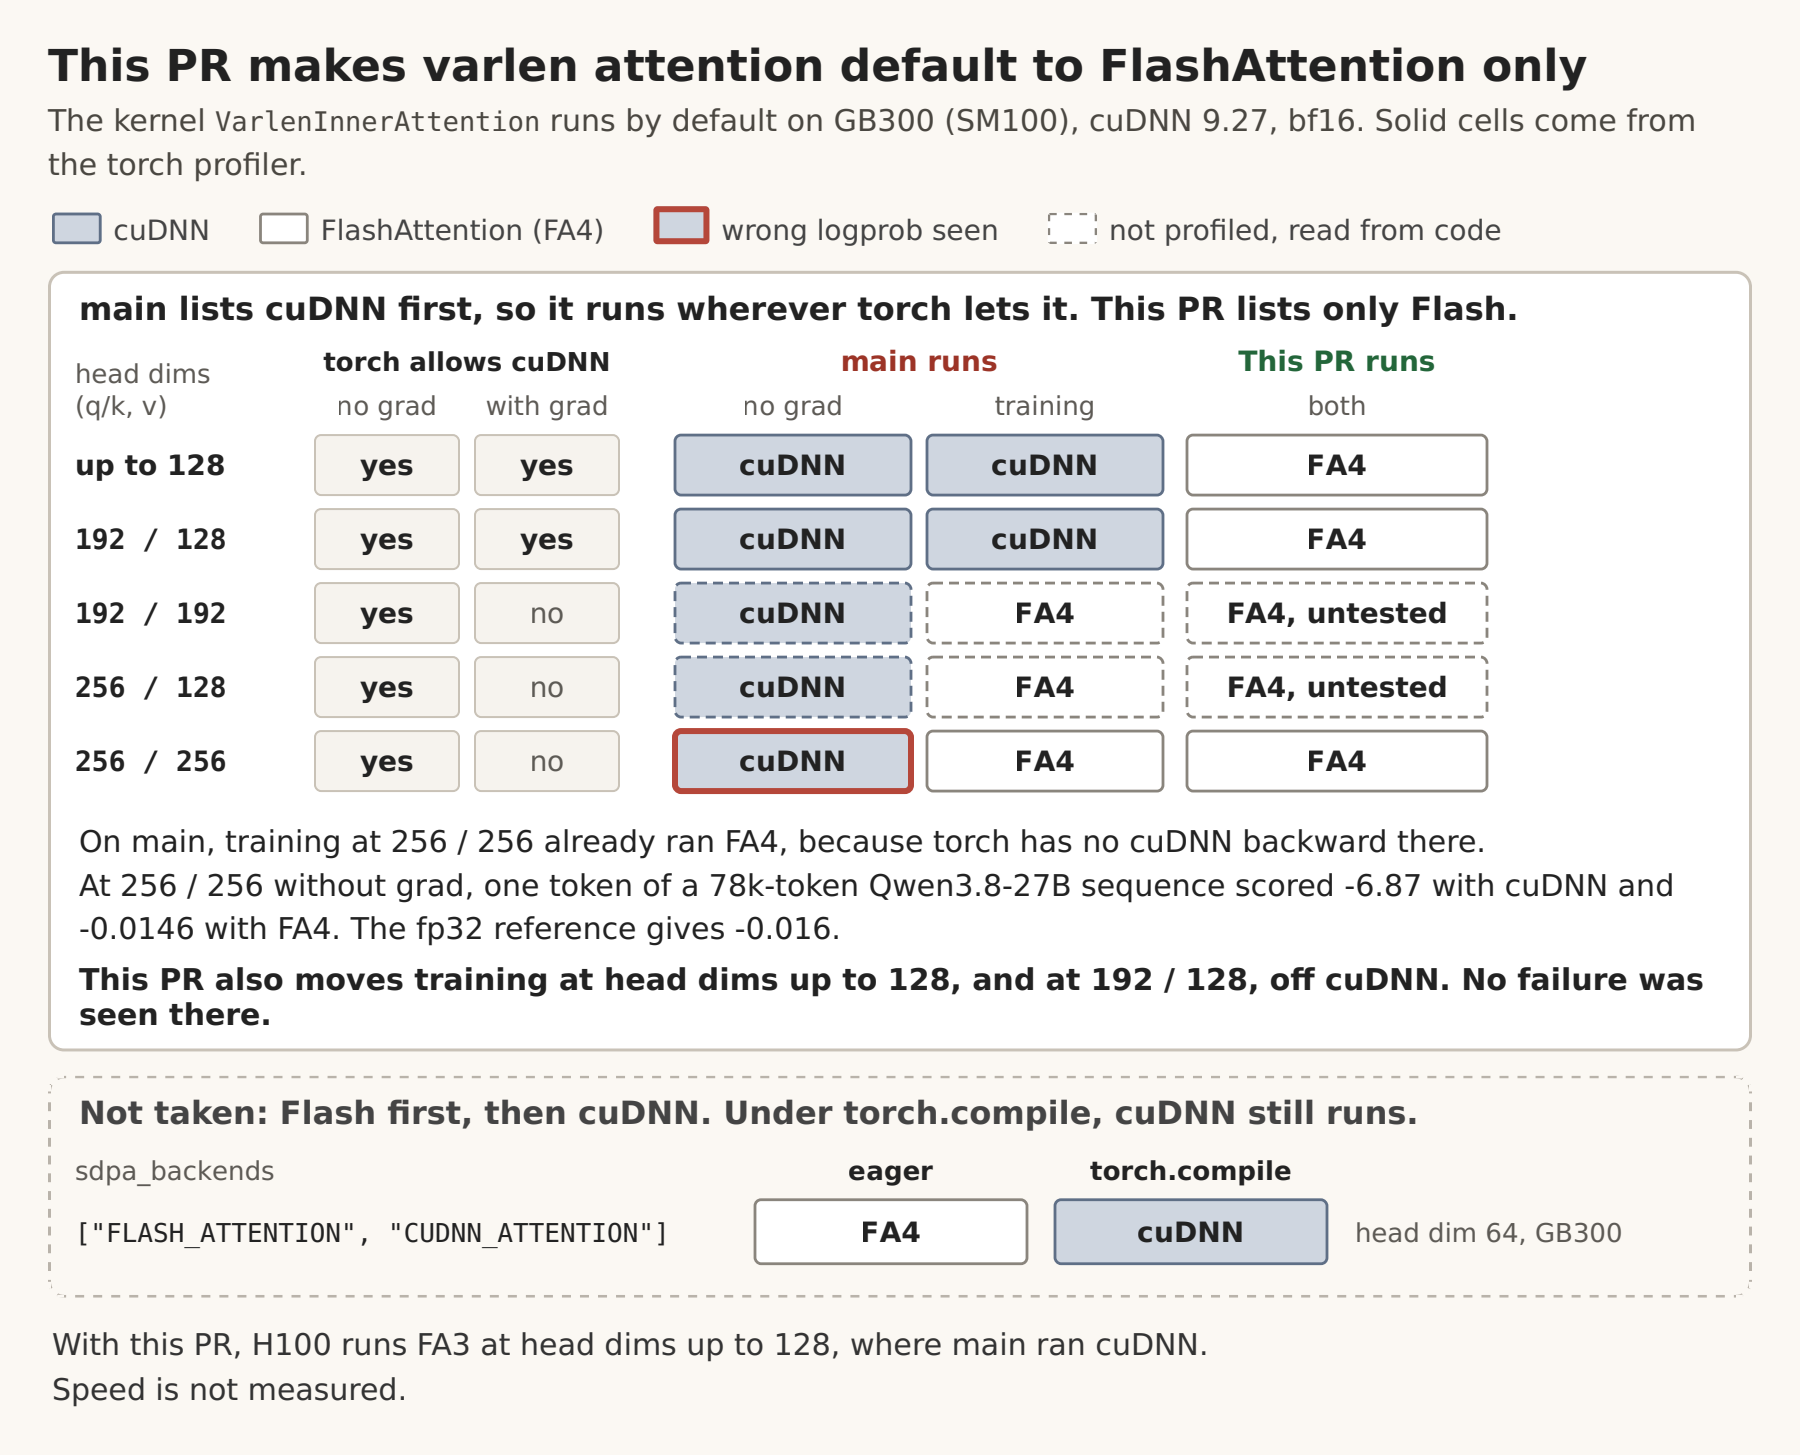 This PR makes varlen attention default to FlashAttention only
The kernel VarlenInnerAttention runs by default on GB300 (SM100), cuDNN 9.27, bf16. Solid cells come from
the torch profiler.
cuDNN FlashAttention (FA4) wrong logprob seen not profiled, read from code
main lists cuDNN first, so it runs wherever torch lets it. This PR lists only Flash.
head dims
(q/k, v)
torch allows cuDNN main runs This PR runs
no grad with grad no grad training both
up to 128 yes yes cuDNN cuDNN FA4
192 / 128 yes yes cuDNN cuDNN FA4
192 / 192 yes no cuDNN FA4 FA4, untested
256 / 128 yes no cuDNN FA4 FA4, untested
256 / 256 yes no cuDNN FA4 FA4
On main, training at 256 / 256 already ran FA4, because torch has no cuDNN backward there.
At 256 / 256 without grad, one token of a 78k-token Qwen3.8-27B sequence scored -6.87 with cuDNN and
-0.0146 with FA4. The fp32 reference gives -0.016.
This PR also moves training at head dims up to 128, and at 192 / 128, off cuDNN. No failure was
seen there.
Not taken: Flash first, then cuDNN. Under torch.compile, cuDNN still runs.
sdpa_backends eager torch.compile
["FLASH_ATTENTION", "CUDNN_ATTENTION"] FA4 cuDNN head dim 64, GB300
With this PR, H100 runs FA3 at head dims up to 128, where main ran cuDNN.
Speed is not measured.